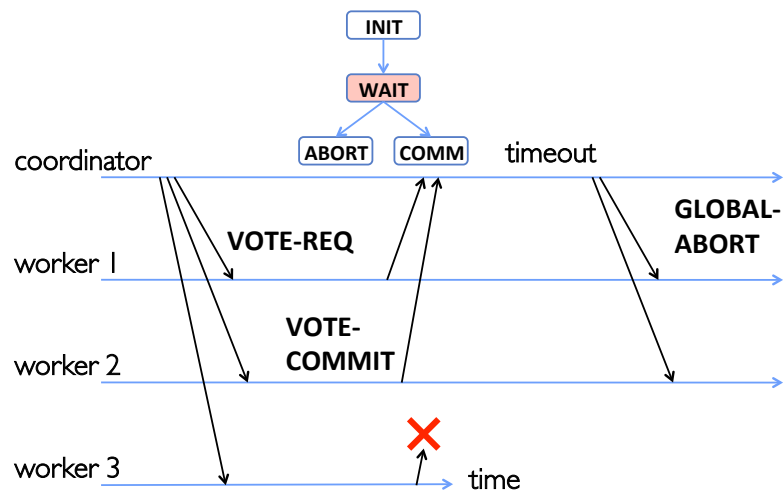 INIT
WAIT
ABORT
COMM
coordinator
timeout
GLOBAL-
ABORT
VOTE-REQ
worker 1
VOTE-
COMMIT
worker 2
worker 3
time